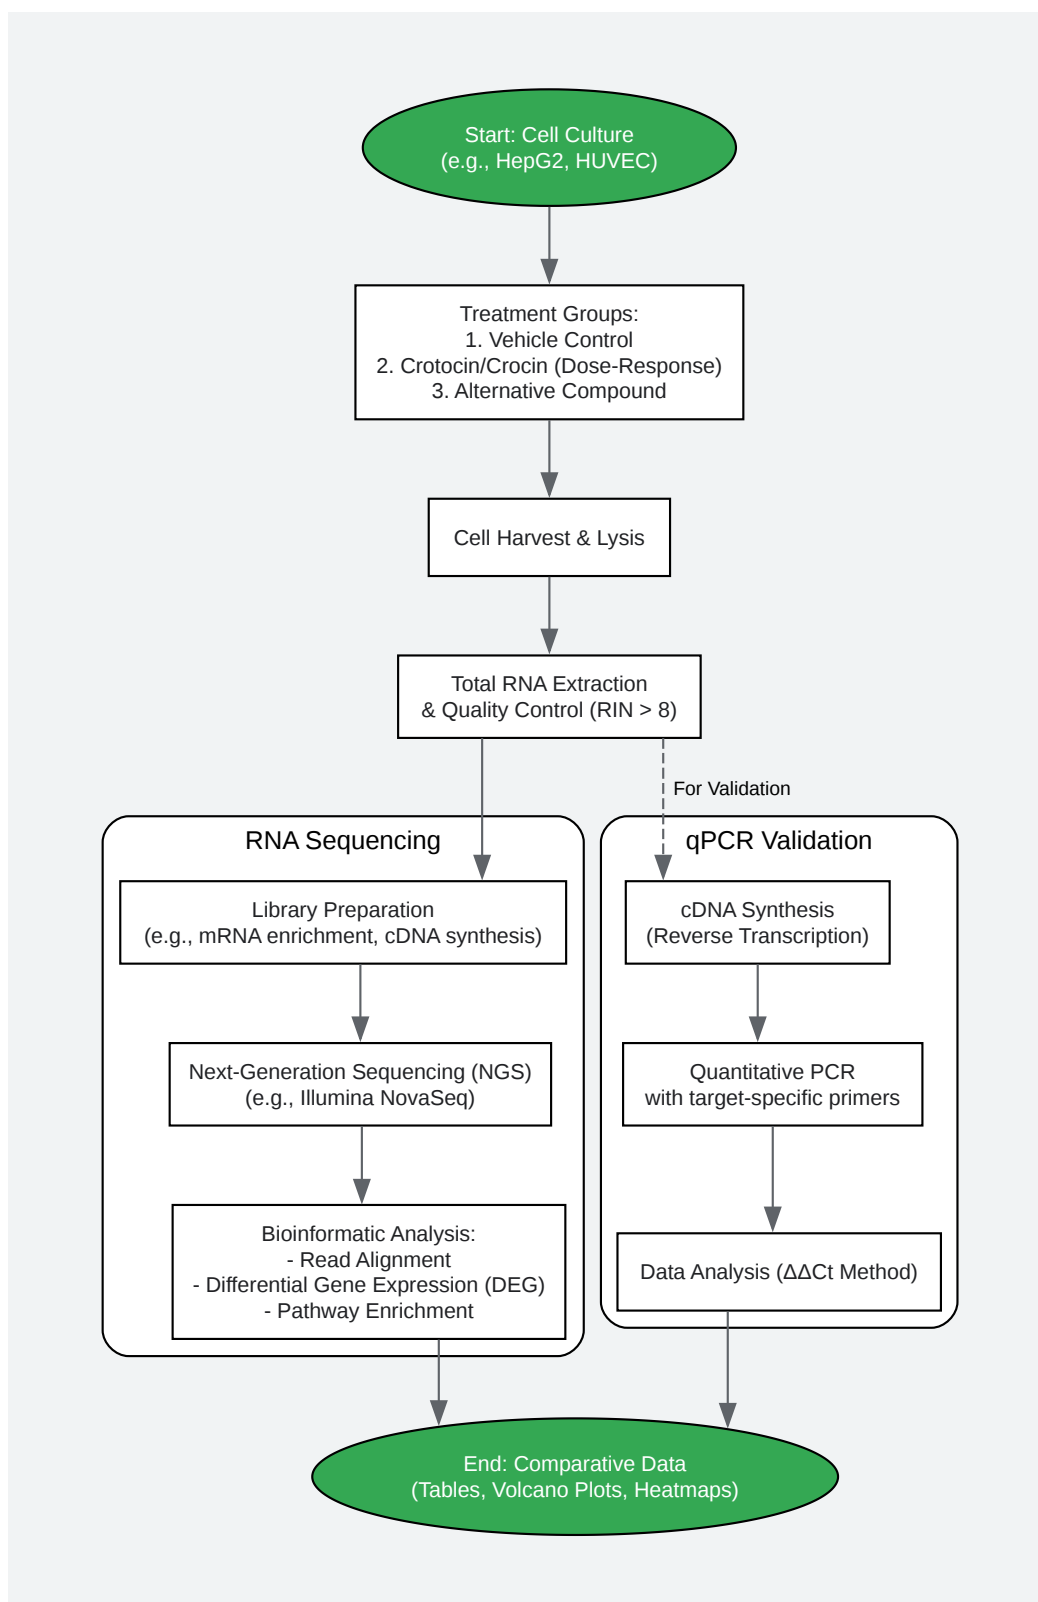 Start: Cell Culture
(e.g., HepG2, HUVEC)
Treatment Groups:
1. Vehicle Control
2. Crotocin/Crocin (Dose-Response)
3. Alternative Compound
Cell Harvest & Lysis
Total RNA Extraction
& Quality Control (RIN > 8)
For Validation
RNA Sequencing
Library Preparation
(e.g., mRNA enrichment, cDNA synthesis)
Next-Generation Sequencing (NGS)
(e.g., Illumina NovaSeq)
Bioinformatic Analysis:
- Read Alignment
- Differential Gene Expression (DEG)
- Pathway Enrichment
qPCR Validation
cDNA Synthesis
(Reverse Transcription)
Quantitative PCR
with target-specific primers
Data Analysis (ΔΔCt Method)
End: Comparative Data
(Tables, Volcano Plots, Heatmaps)